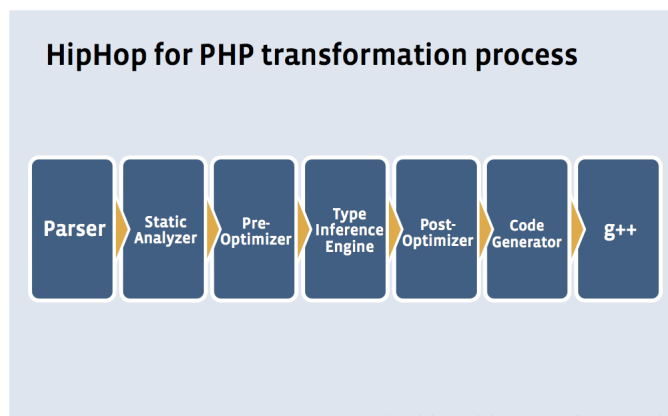 HipHop for PHP transformation process
Parser
Static
Analyzer
Pre-
Optimizer
Type
Inference
Engine
Post-
Optimizer
Code
Generator
g++